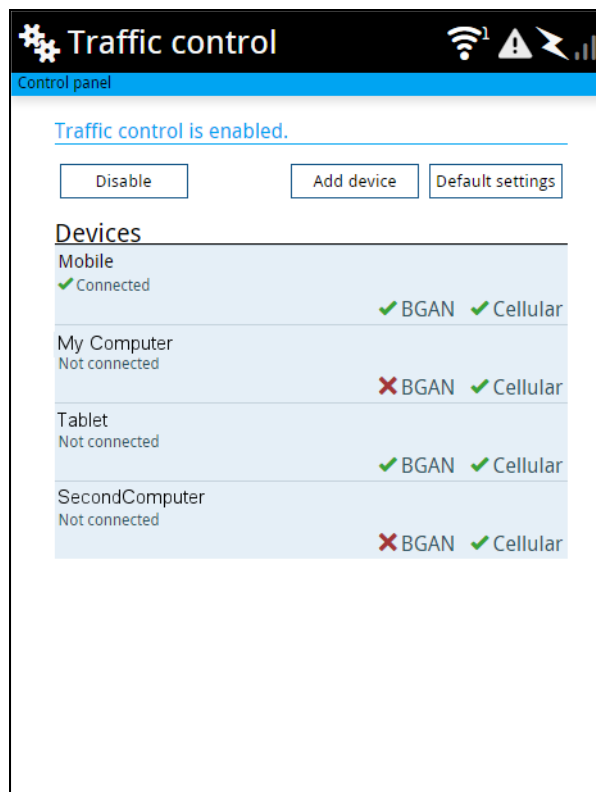 Traffic control 1
Control panel
Traffic control is enabled.
Disable Add device Default settings
Devices
Mobile
Connected
BGAN Cellular
My Computer
Not connected
BGAN Cellular
Tablet
Not connected
BGAN Cellular
SecondComputer
Not connected
BGAN Cellular